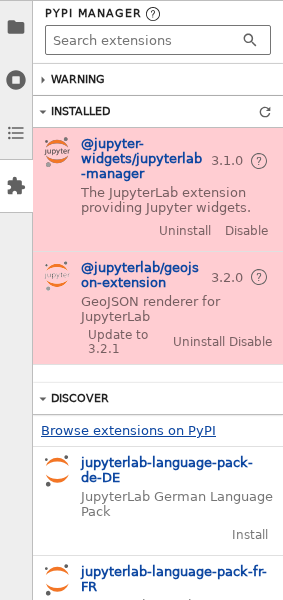 PYPI MANAGER ?
Search extensions
WARNING
INSTALLED
jupyter
@jupyter-
widgets/jupyterlab
-manager
3.1.0 ?
The JupyterLab extension
providing Jupyter widgets.
Uninstall Disable
jupyter
@jupyterlab/geojs
on-extension
3.2.0 ?
GeoJSON renderer for
JupyterLab
Update to
3.2.1
Uninstall Disable
DISCOVER
Browse extensions on PyPI
jupyterlab-language-pack-
de-DE
JupyterLab German Language
Pack
Install
jupyterlab-language-pack-fr-
FR